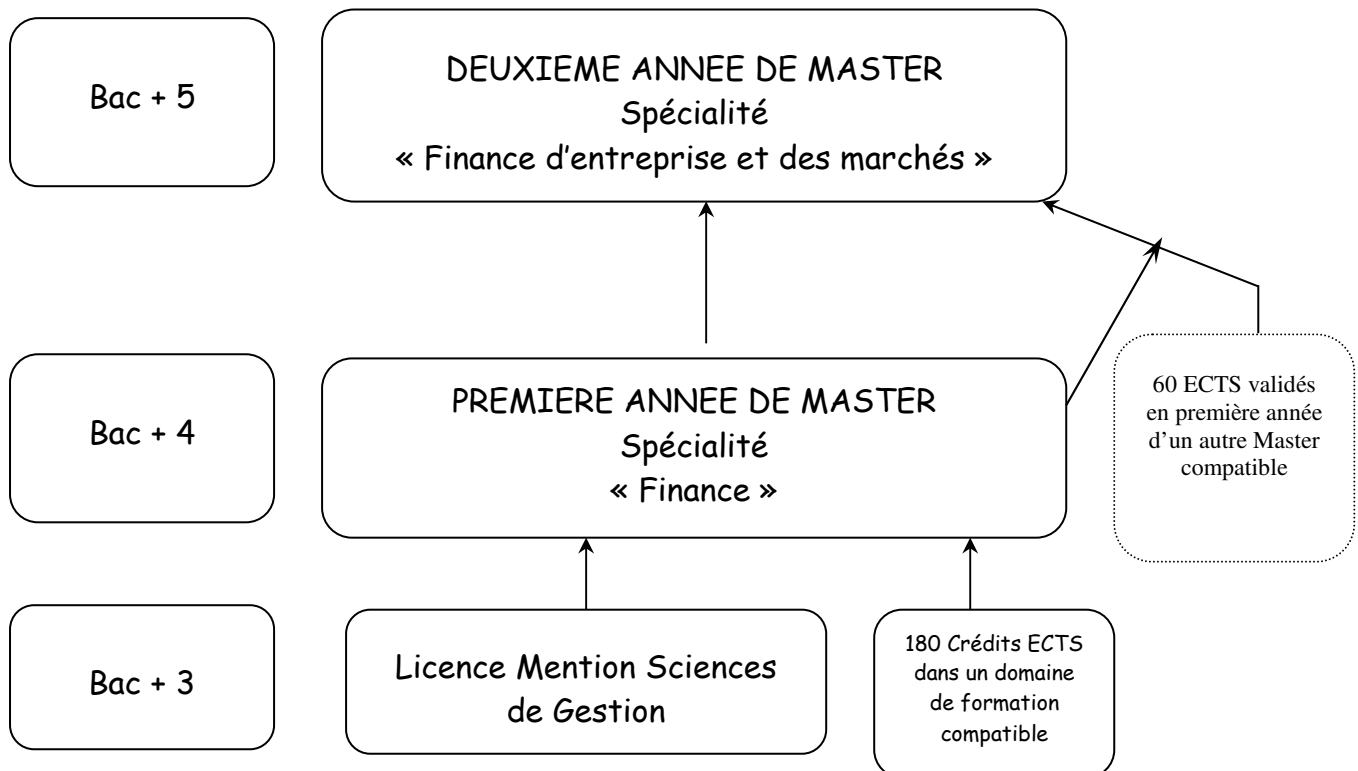 Bac + 5
DEUXIEME ANNEE DE MASTER
Spécialité
« Finance d'entreprise et des marchés »
Bac + 4
PREMIERE ANNEE DE MASTER
Spécialité
« Finance »
60 ECTS validés
en première année
d'un autre Master
compatible
Bac + 3
Licence Mention Sciences
de Gestion
180 Crédits ECTS
dans un domaine
de formation
compatible